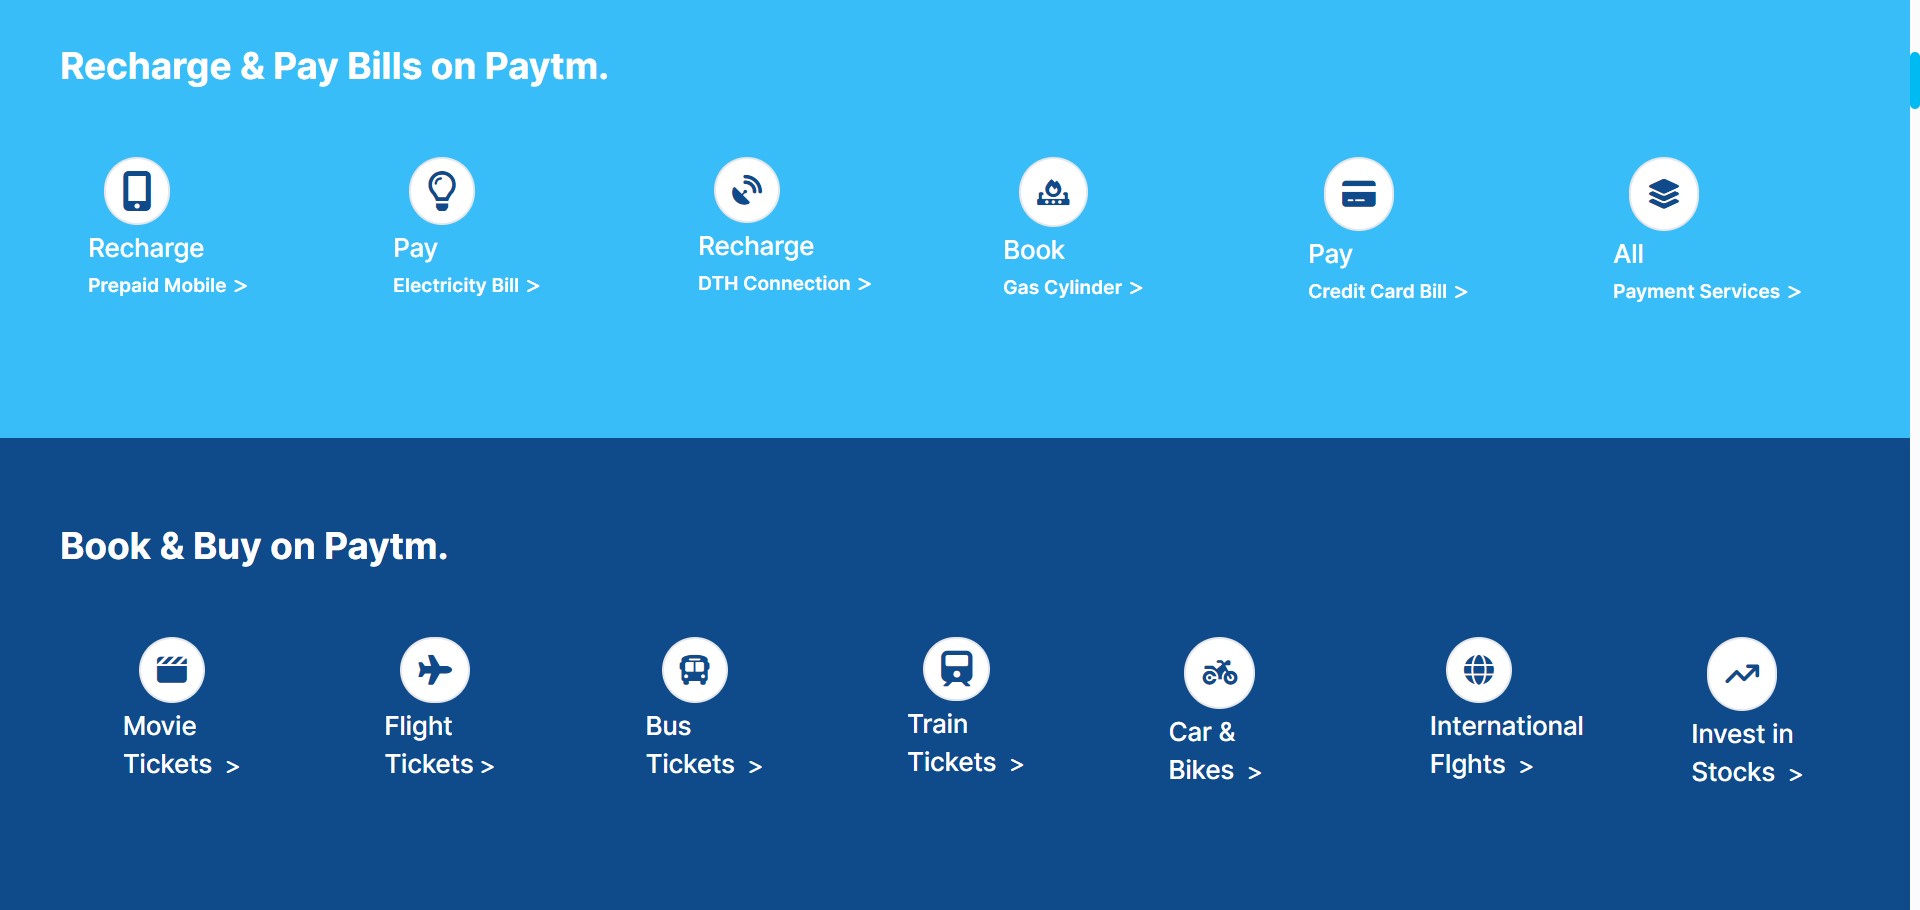 Recharge & Pay Bills on Paytm.
Recharge
Prepaid Mobile >
Pay
Electricity Bill >
Recharge
DTH Connection >
Book
Gas Cylinder >
Pay
Credit Card Bill >
All
Payment Services >
Book & Buy on Paytm.
Movie
Tickets >
Flight
Tickets >
Bus
Tickets >
Train
Tickets >
Car &
Bikes >
International
Flghts >
Invest in
Stocks >